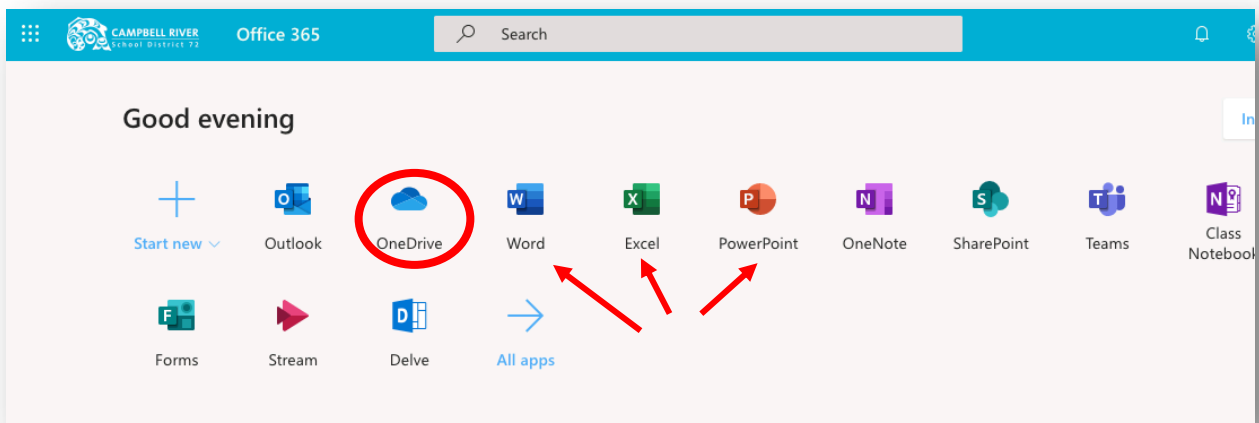 CAMPBELL RIVER
School District 72
Office 365
Search
Good evening
In
Start new
Outlook
OneDrive
Word
Excel
PowerPoint
OneNote
SharePoint
Teams
Class
Notebook
Forms
Stream
Delve
All apps